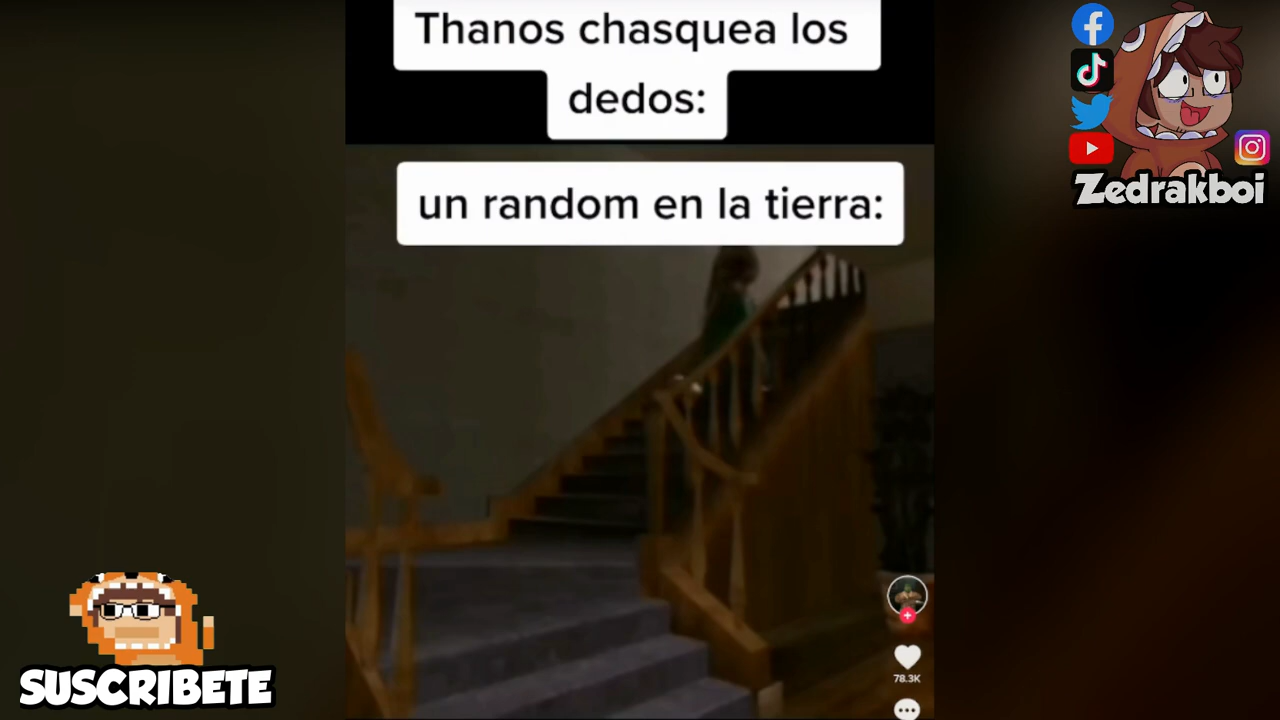 Thanos chasquea los
dedos:
un random en la tierra:
Zedrakboi
78.3K
SUSCRIBETE